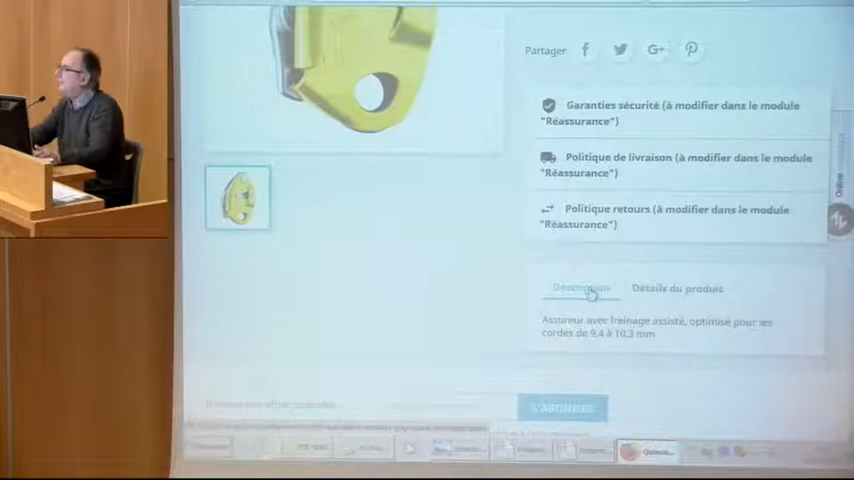 Partager
Garanties sécurité (à modifier dans le module
"Réassurance")
Politique de livraison (à modifier dans le module
"Réassurance")
Politique retours (à modifier dans le module
"Réassurance")
Description
Détails du produit
Assureur avec freinage assisté, optimisé pour les
cordes de 9,4 à 10,3 mm
S'ABONNER